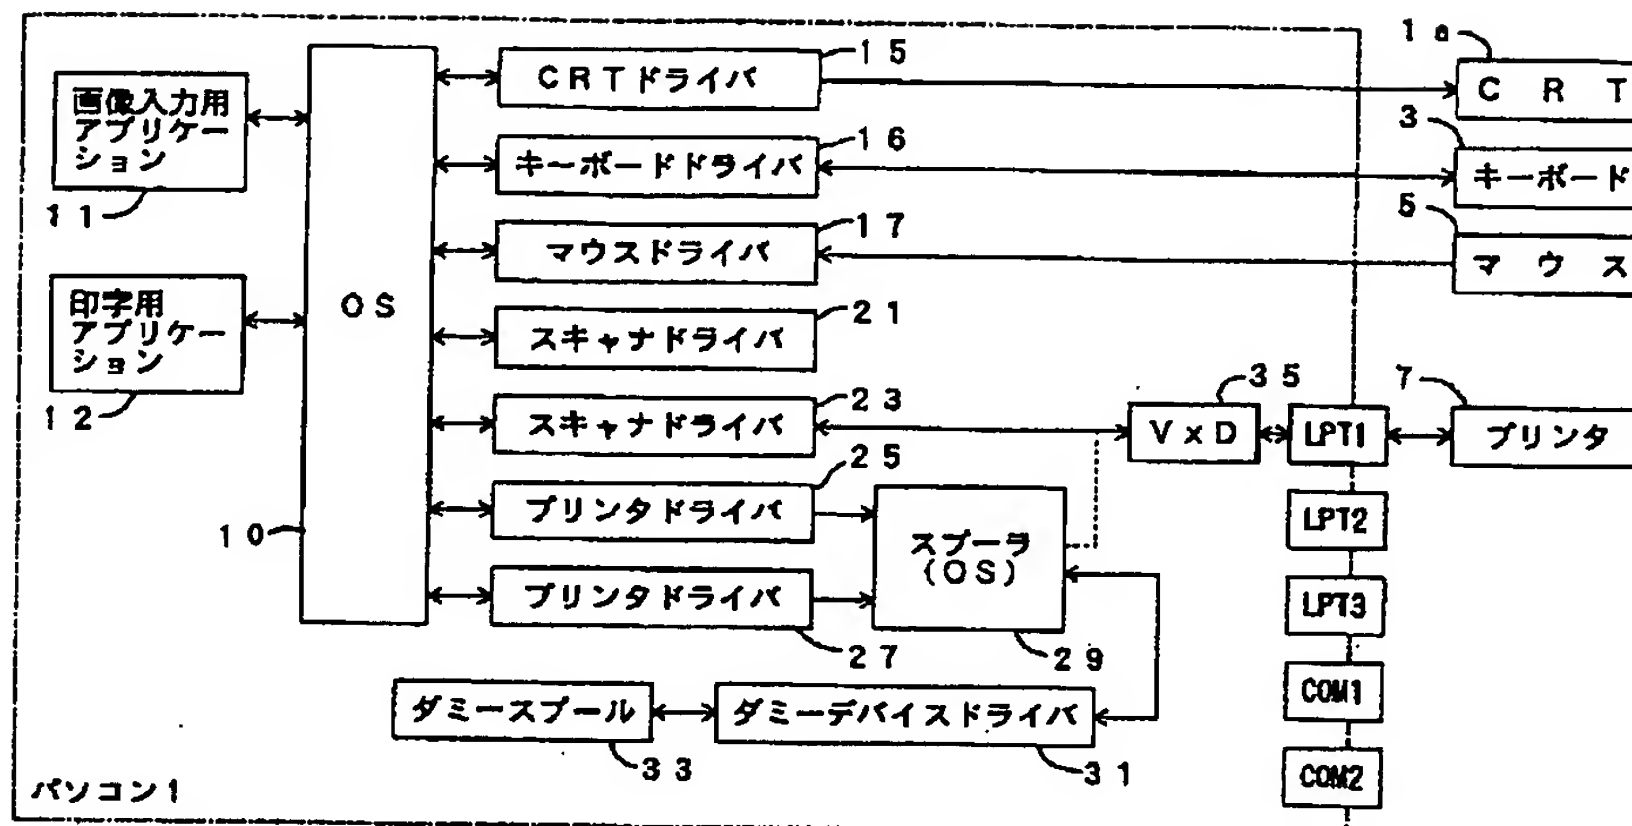 15
1a
CRTドライバ
CRT
画像入力用
アプリケー
ション
16
3
キーボードドライバ
キーボード
11
17
5
マウスドライバ
マウス
印字用
アプリケー
ション
OS
21
スキャナドライバ
12
23
35
7
スキャナドライバ
VxD
LPT1
プリンタ
25
プリンタドライバ
LPT2
10
スプーラ
(OS)
プリンタドライバ
LPT3
27
29
ダミースプール
ダミーデバイスドライバ
COM1
33
31
COM2
パソコン1